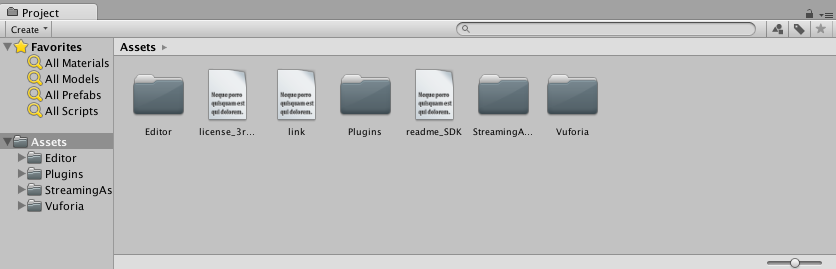 Project
Create
Favorites
All Materials
All Models
All Prefabs
All Scripts
Assets
Editor
Plugins
StreamingAs
Vuforia
Assets
Neque porro
quisquam est
qui dolorem.
Neque porro
quisquam est
qui dolorem.
Neque porro
quisquam est
qui dolorem.
Editor
license_3r...
link
Plugins
readme_SDK
StreamingA...
Vuforia